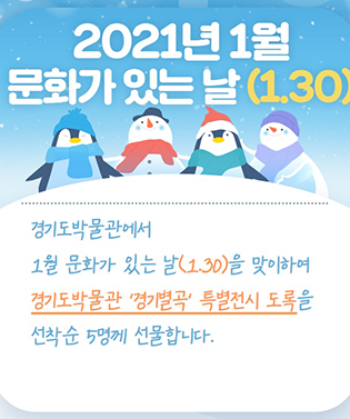 2021년 1월
문화가 있는 날 (1.30)
경기도박물관에서
1월 문화가 있는 날(1.30)을 맞이하여
경기도박물관 '경기별곡' 특별전시 도록을
선착순 5명께 선물합니다.